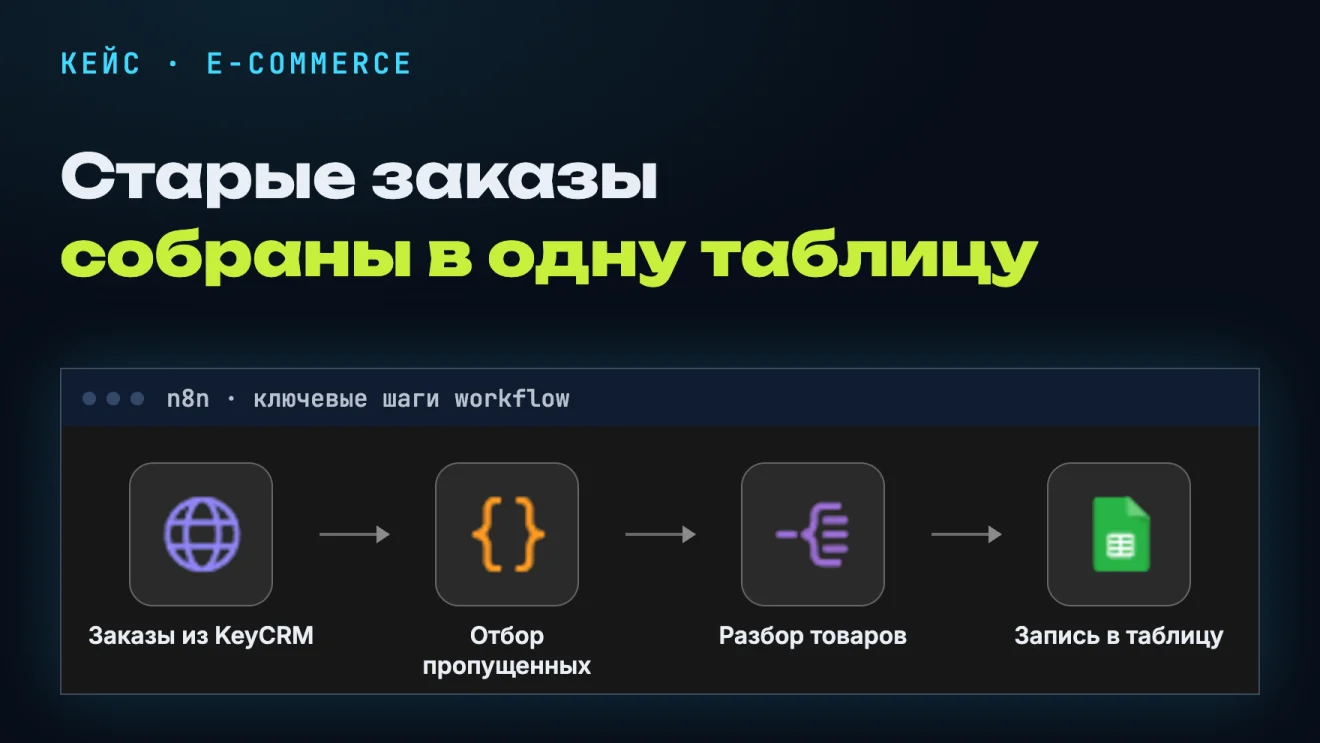 КЕЙС · E-COMMERCE
Старые заказы
собраны в одну таблицу
n8n · ключевые шаги workflow
Заказы из KeyCRM
Отбор
пропущенных
Разбор товаров
Запись в таблицу